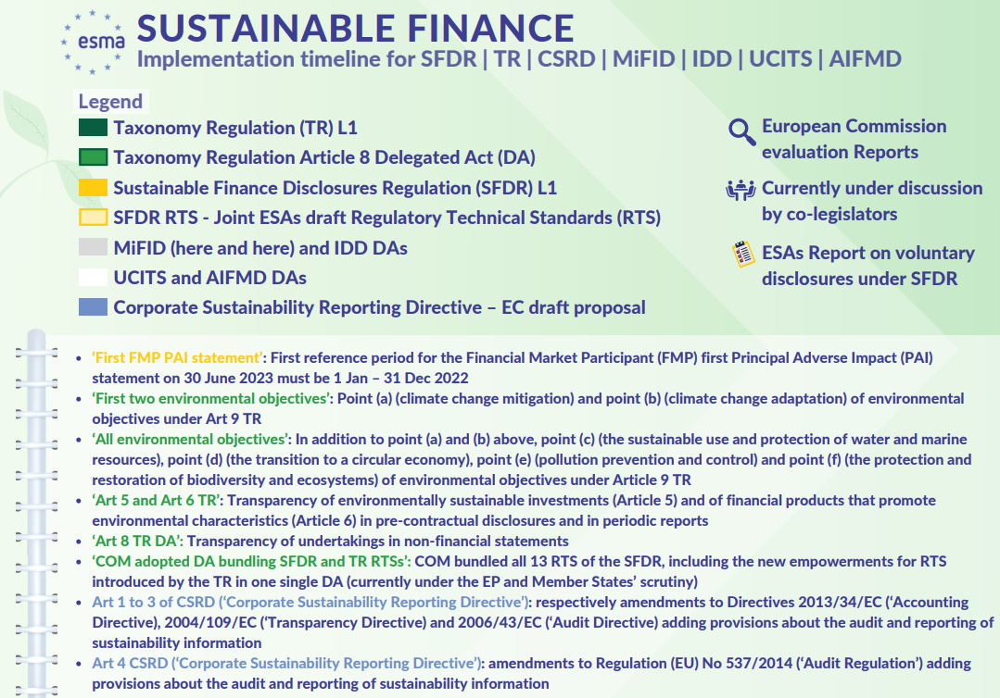 esma
SUSTAINABLE FINANCE
Implementation timeline for SFDR | TR | CSRD | MiFID | IDD | UCITS | AIFMD
Legend
Taxonomy Regulation (TR) L1
Taxonomy Regulation Article 8 Delegated Act (DA)
Sustainable Finance Disclosures Regulation (SFDR) L1
SFDR RTS - Joint ESAs draft Regulatory Technical Standards (RTS)
MiFID (here and here) and IDD DAs
UCITS and AIFMD DAs
Corporate Sustainability Reporting Directive – EC draft proposal
European Commission
evaluation Reports
Currently under discussion
by co-legislators
ESAs Report on voluntary
disclosures under SFDR
• ‘First FMP PAI statement’: First reference period for the Financial Market Participant (FMP) first Principal Adverse Impact (PAI)
statement on 30 June 2023 must be 1 Jan – 31 Dec 2022
• ‘First two environmental objectives’: Point (a) (climate change mitigation) and point (b) (climate change adaptation) of environmental
objectives under Art 9 TR
• ‘All environmental objectives’: In addition to point (a) and (b) above, point (c) (the sustainable use and protection of water and marine
resources), point (d) (the transition to a circular economy), point (e) (pollution prevention and control) and point (f) (the protection and
restoration of biodiversity and ecosystems) of environmental objectives under Article 9 TR
• ‘Art 5 and Art 6 TR’: Transparency of environmentally sustainable investments (Article 5) and of financial products that promote
environmental characteristics (Article 6) in pre-contractual disclosures and in periodic reports
• ‘Art 8 TR DA’: Transparency of undertakings in non-financial statements
• ‘COM adopted DA bundling SFDR and TR RTSs’: COM bundled all 13 RTS of the SFDR, including the new empowerments for RTS
introduced by the TR in one single DA (currently under the EP and Member States’ scrutiny)
• Art 1 to 3 of CSRD (‘Corporate Sustainability Reporting Directive’): respectively amendments to Directives 2013/34/EC (‘Accounting
Directive), 2004/109/EC (‘Transparency Directive) and 2006/43/EC (‘Audit Directive) adding provisions about the audit and reporting of
sustainability information
• Art 4 CSRD (‘Corporate Sustainability Reporting Directive’): amendments to Regulation (EU) No 537/2014 (‘Audit Regulation’) adding
provisions about the audit and reporting of sustainability information